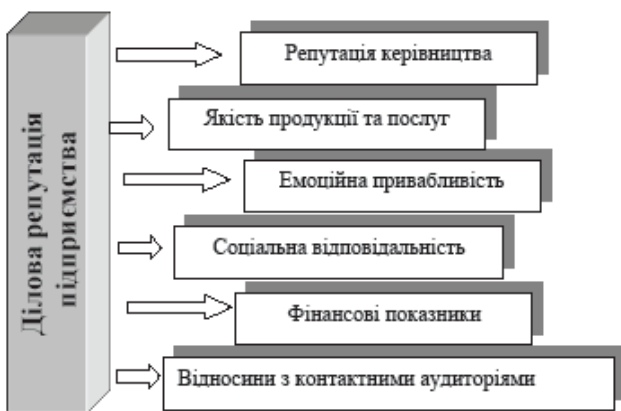 Ділова репутація
підприємства
Репутація керівництва
Якість продукції та послуг
Емоційна привабливість
Соціальна відповідальність
Фінансові показники
Відносини з контактними аудиторіями